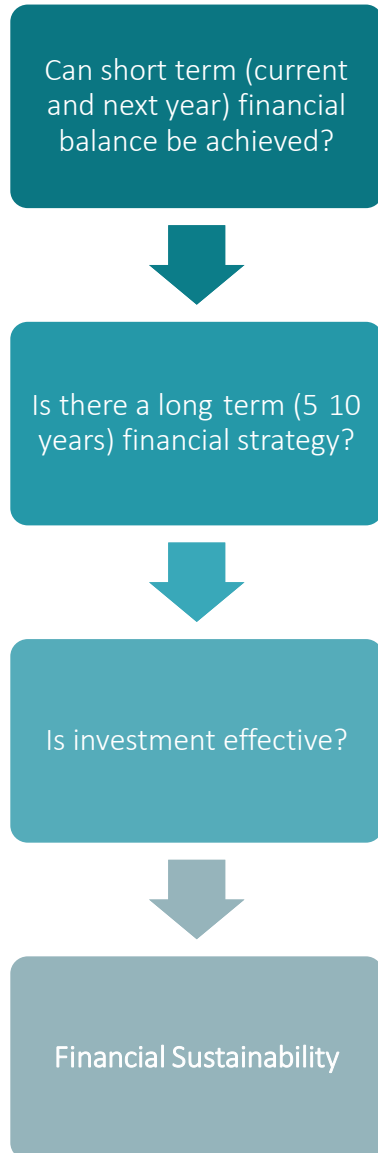 Can short term (current
and next year) financial
balance be achieved?
Is there a long term (5 10
years) financial strategy?
Is investment effective?
Financial Sustainability